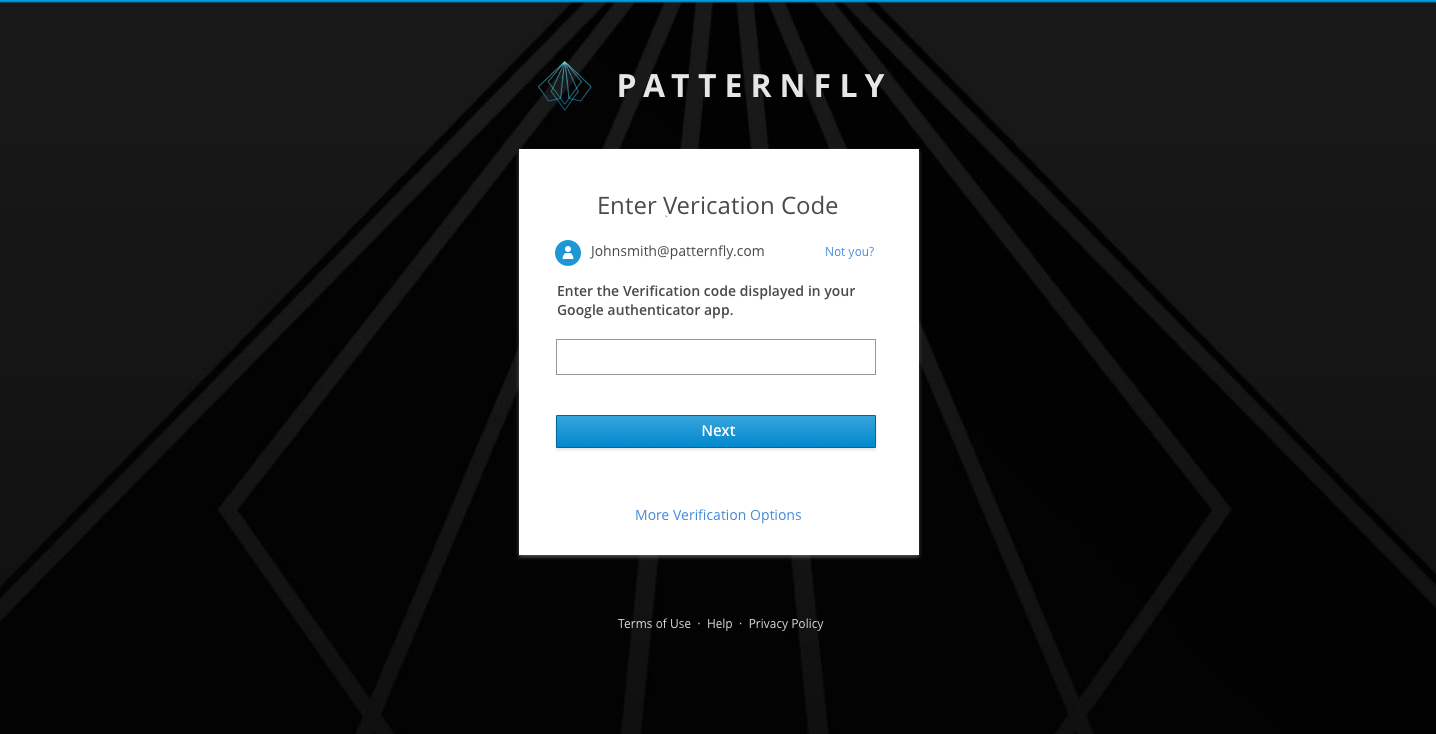 PATTERNFLY
Enter Verication Code
Johnsmith@patternfly.com Not you?
Enter the Verification code displayed in your
Google authenticator app.
Next
More Verification Options
Terms of Use · Help · Privacy Policy